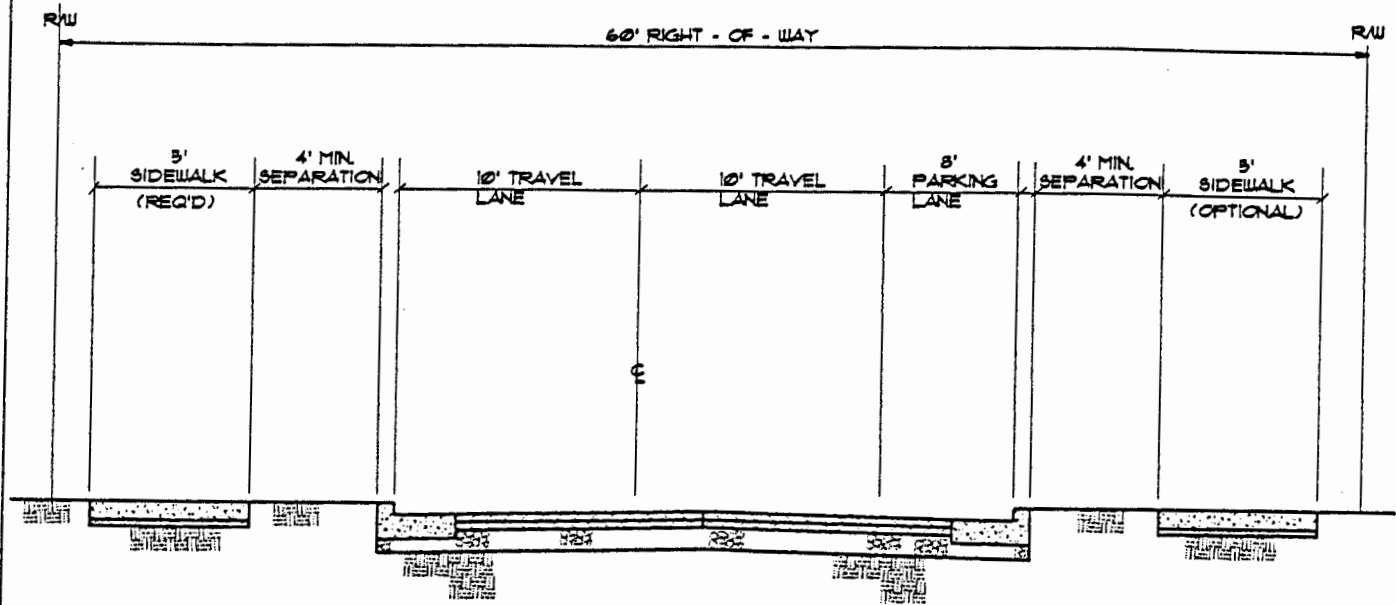 R/W
60' RIGHT - OF - WAY
R/W
5'
SIDEWALK
(REQ'D)
4' MIN.
SEPARATION
10' TRAVEL
LANE
10' TRAVEL
LANE
8'
PARKING
LANE
4' MIN.
SEPARATION
5'
SIDEWALK
(OPTIONAL)
℄